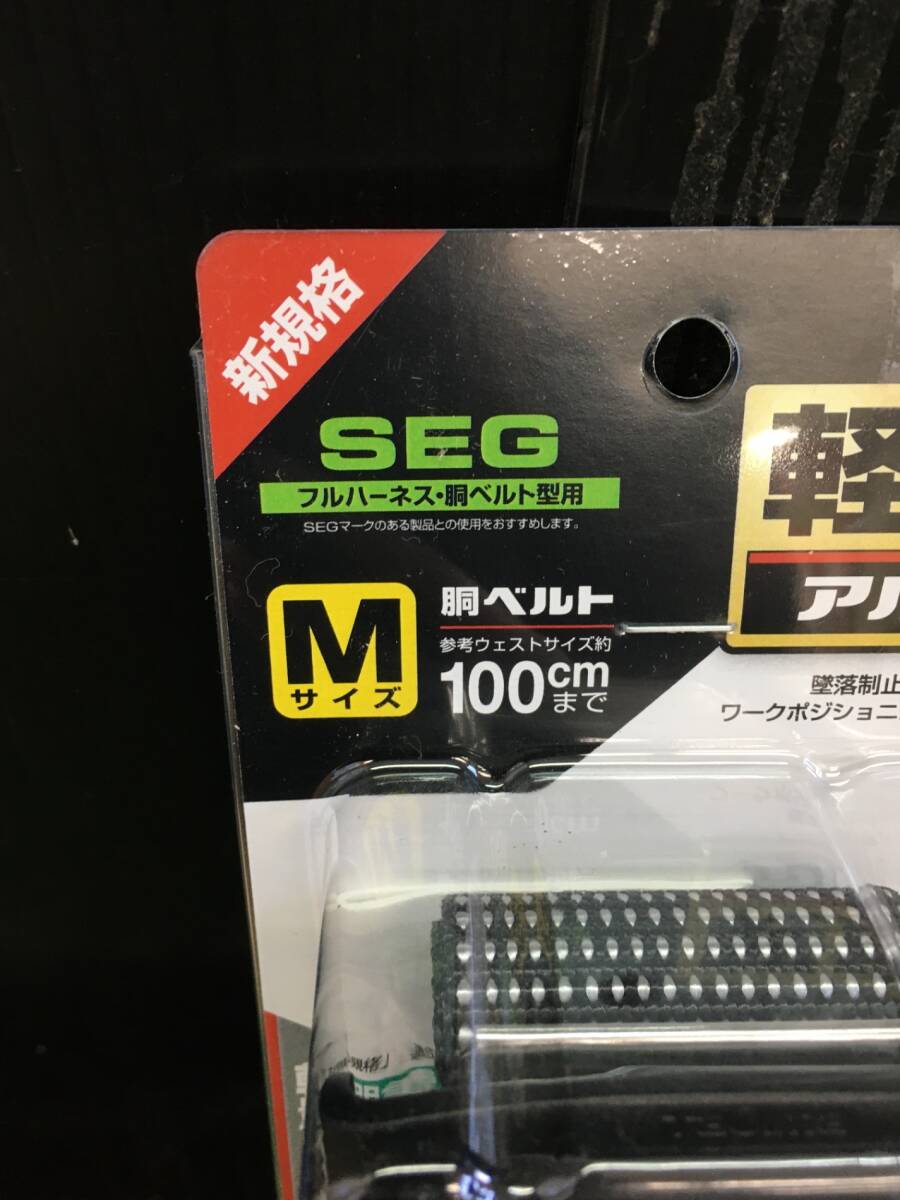 新規格
SEG
フルハーネス・胴ベルト型用
SEGマークのある製品との使用をおすすめします。
M
サイズ
胴ベルト
参考ウェストサイズ約
100cm
まで
軽
アル
墜落制止
ワークポジショニ